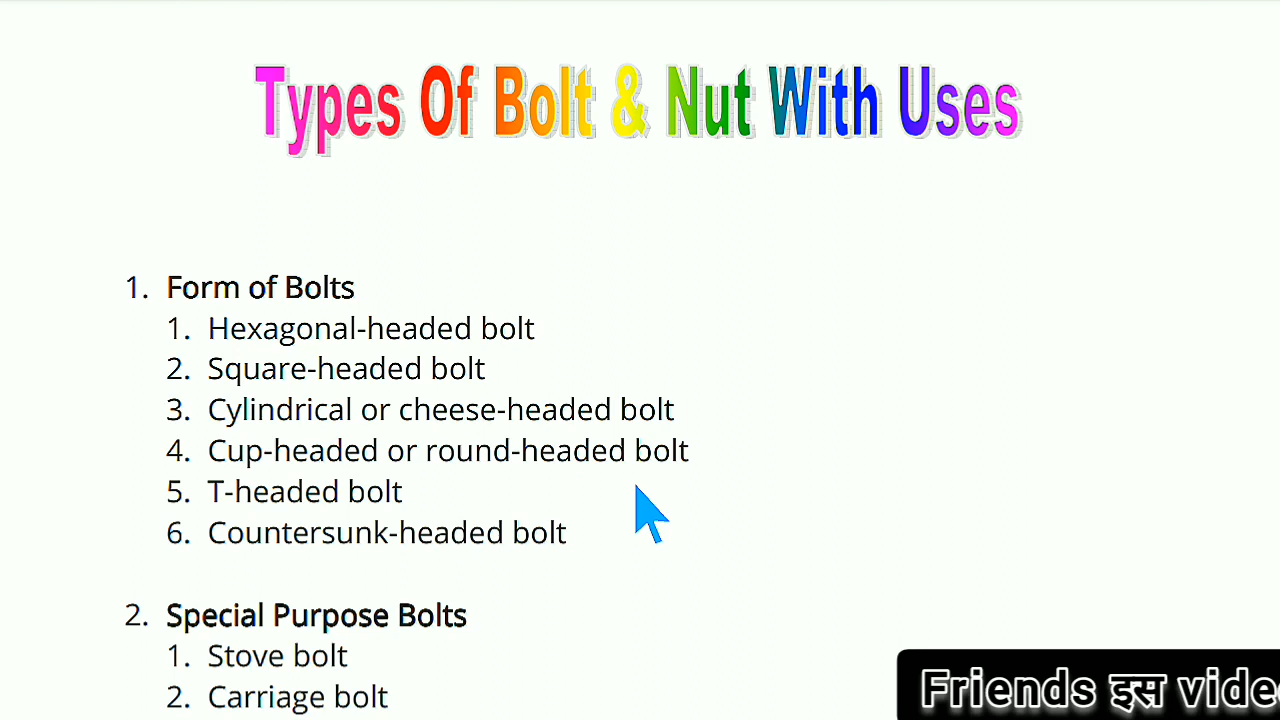 Types Of Bolt & Nut With Uses
1. Form of Bolts
1. Hexagonal-headed bolt
2. Square-headed bolt
3. Cylindrical or cheese-headed bolt
4. Cup-headed or round-headed bolt
5. T-headed bolt
6. Countersunk-headed bolt
2. Special Purpose Bolts
1. Stove bolt
2. Carriage bolt
Friends इस